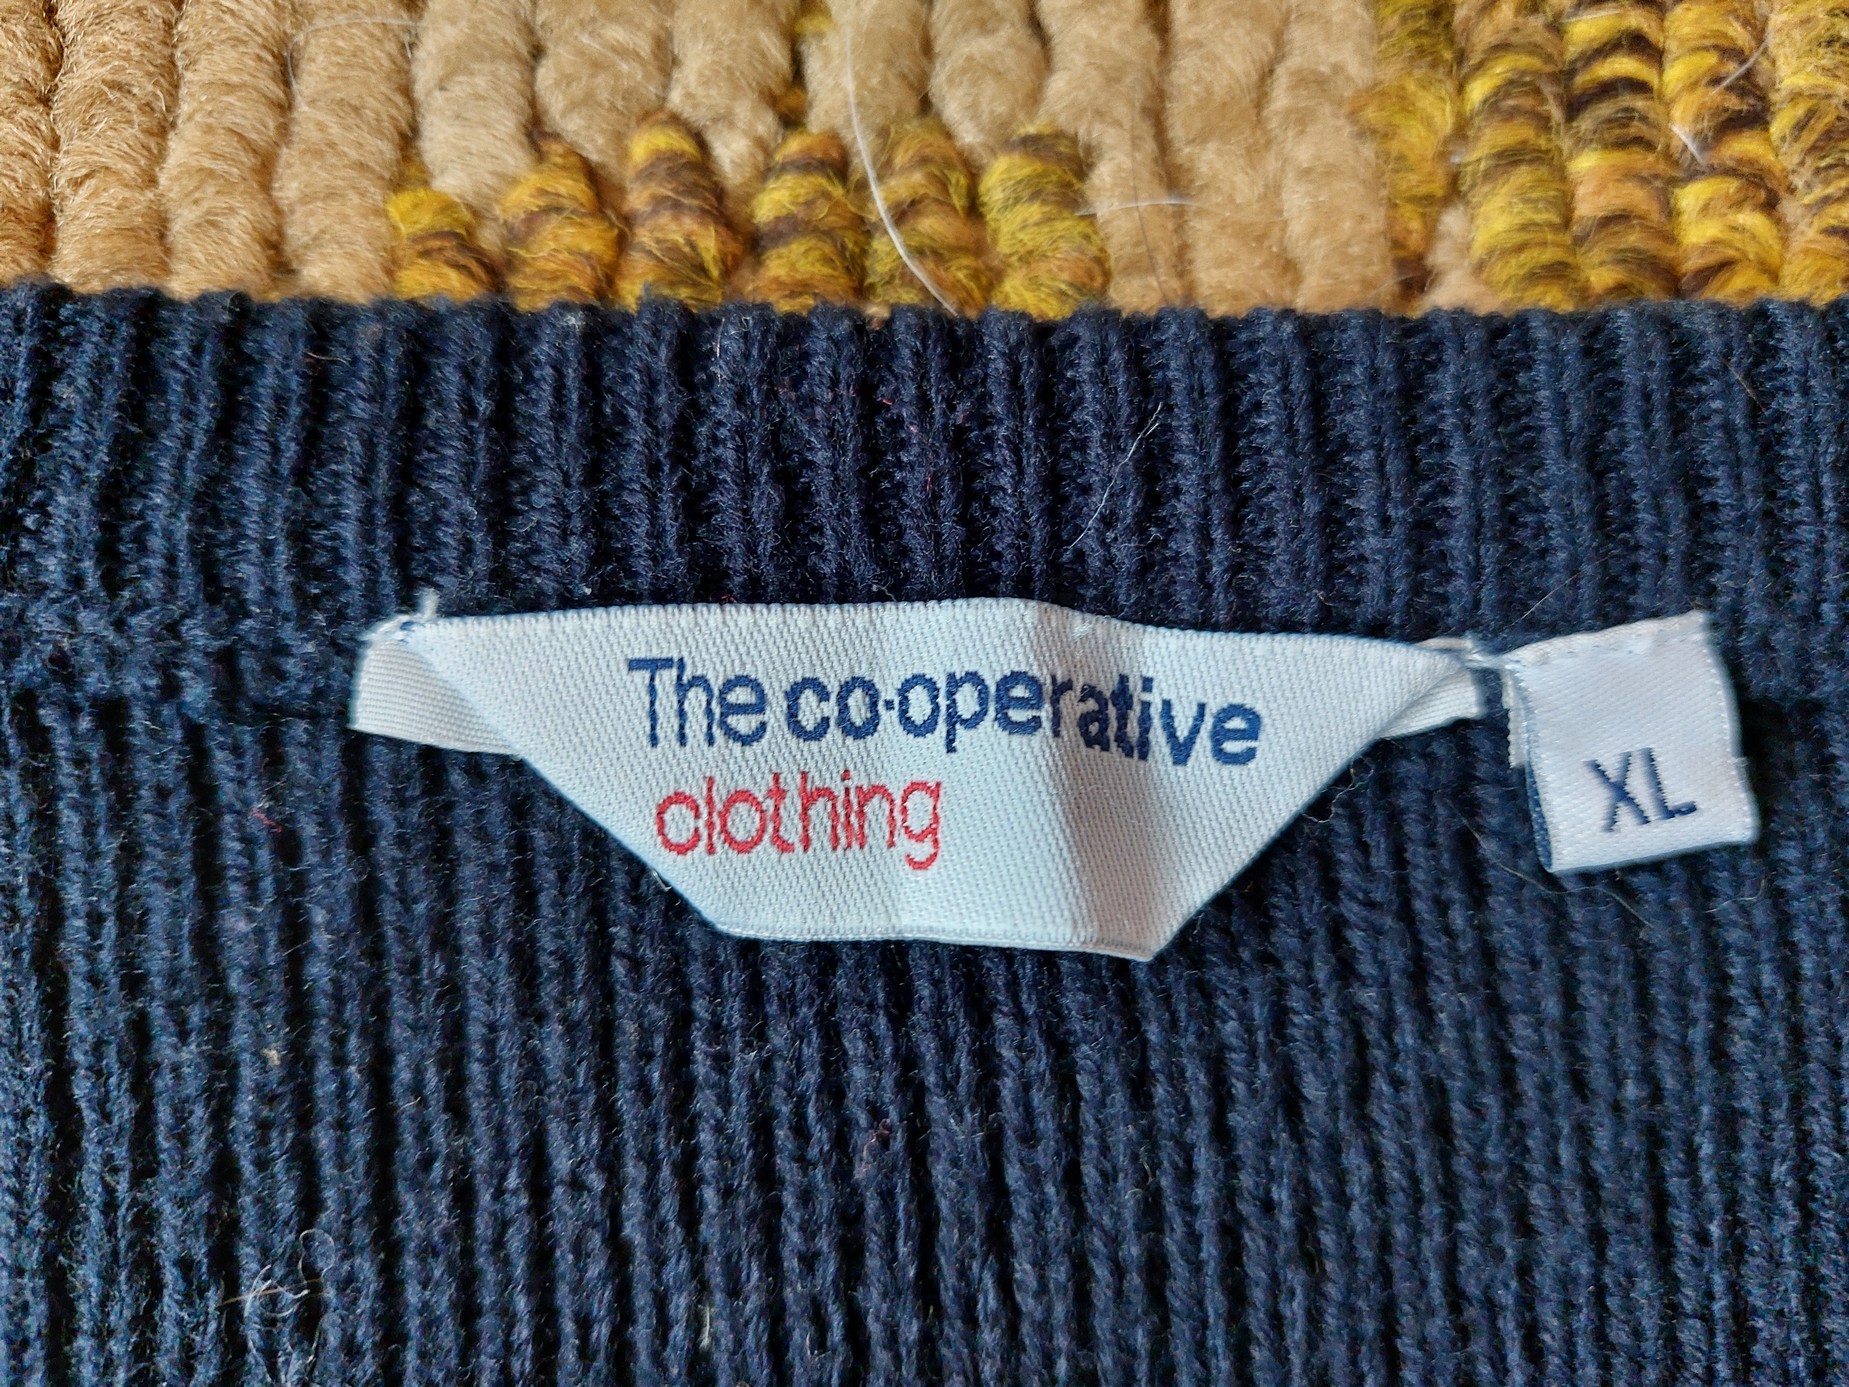 The co-operative
clothing
XL